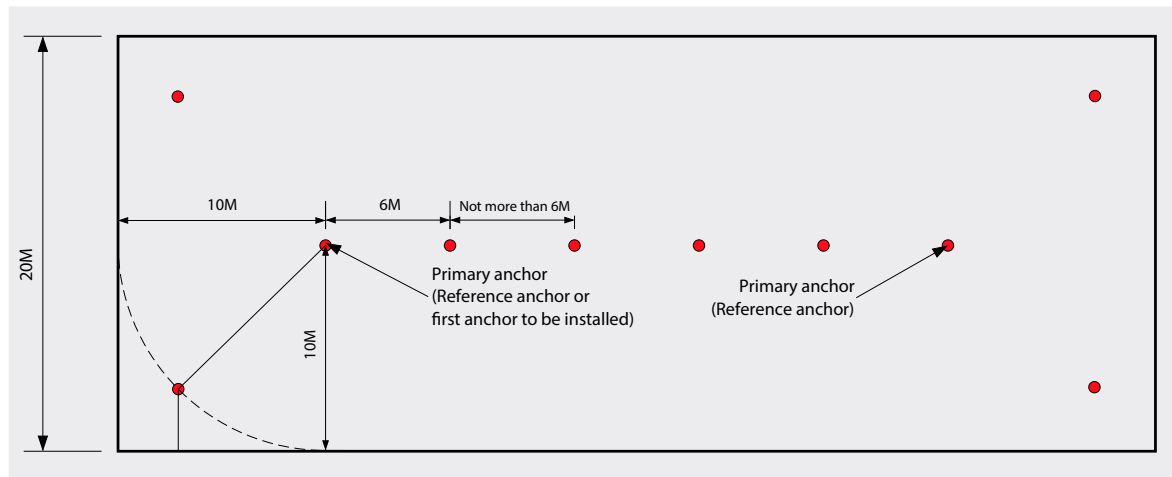 20M
10M
6M
Not more than 6M
Primary anchor
(Reference anchor or
first anchor to be installed)
10M
Primary anchor
(Reference anchor)